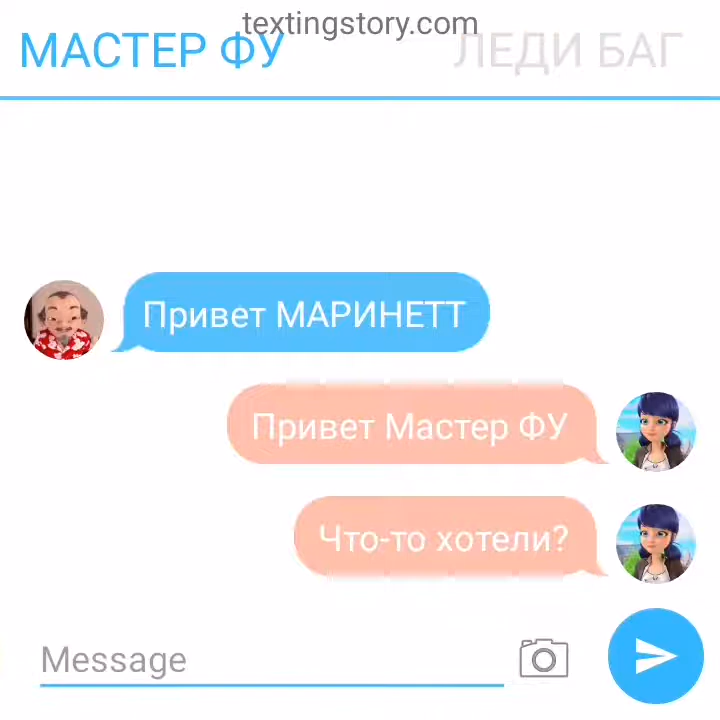 textingstory.com
МАСТЕР ФУ ЛЕДИ БАГ
Привет МАРИНЕТТ
Привет Мастер ФУ
Что-то хотели?
Message